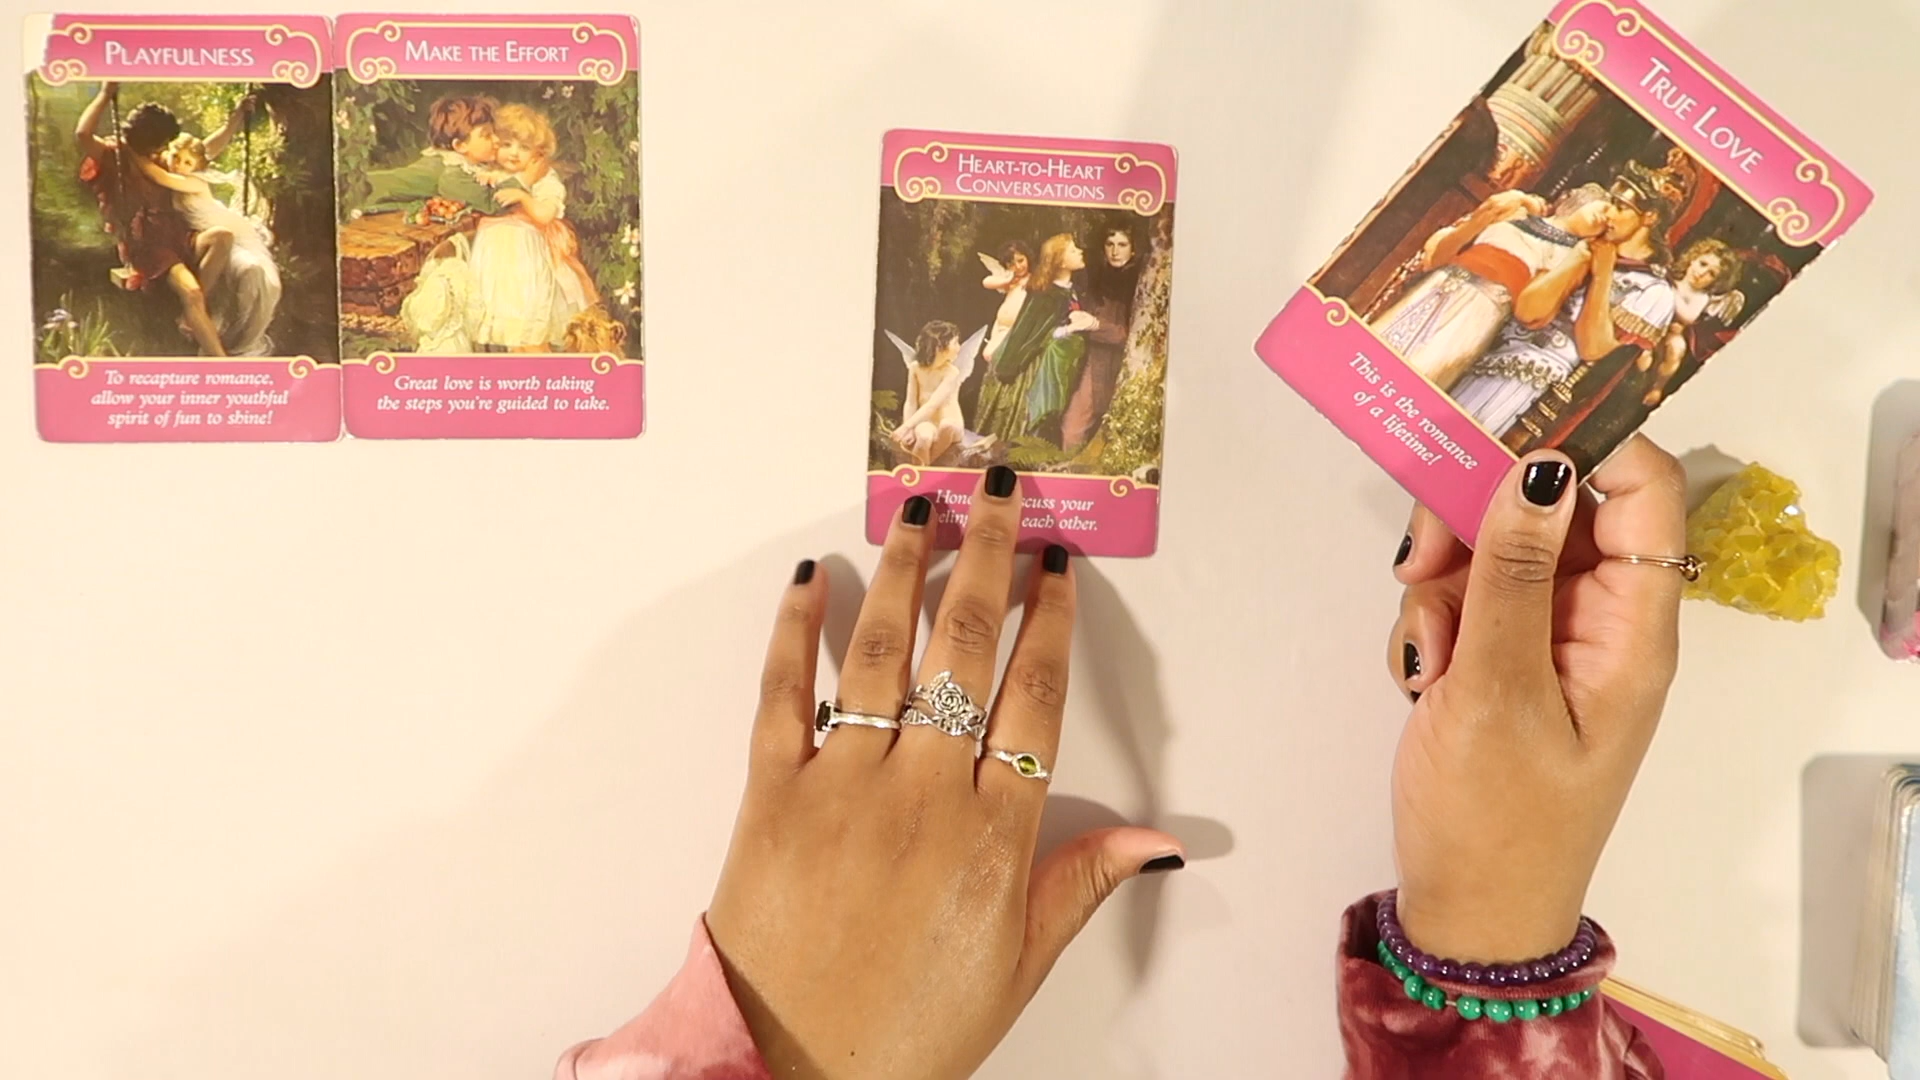 PLAYFULNESS
To recapture romance,
allow your inner youthful
spirit of fun to shine!
MAKE THE EFFORT
Great love is worth taking
the steps you're guided to take.
HEART-TO-HEART
CONVERSATIONS
your
each other.
TRUE LOVE
This is the romance
of a lifetime!